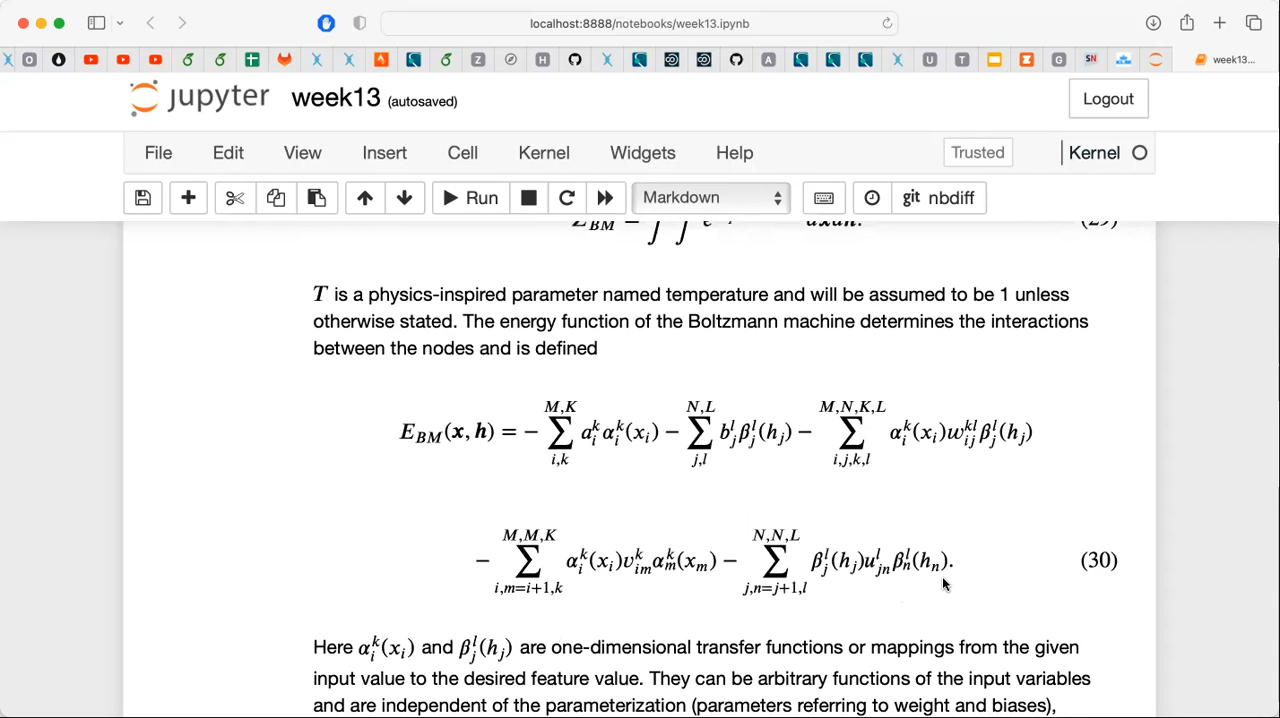 localhost:8888/notebooks/week13.ipynb
week13...
jupyter week13 (autosaved)
Logout
File Edit View Insert Cell Kernel Widgets Help Trusted Kernel
Run Markdown git nbdiff
T is a physics-inspired parameter named temperature and will be assumed to be 1 unless
otherwise stated. The energy function of the Boltzmann machine determines the interactions
between the nodes and is defined
E_{BM}(x, h) = − ∑_{i,k}^{M,K} a_i^k α_i^k(x_i) − ∑_{j,l}^{N,L} b_j^l β_j^l(h_j) − ∑_{i,j,k,l}^{M,N,K,L} α_i^k(x_i) w_{ij}^{kl} β_j^l(h_j)
− ∑_{i,m=i+1,k}^{M,M,K} α_i^k(x_i) v_{im}^k α_m^k(x_m) − ∑_{j,n=j+1,l}^{N,N,L} β_j^l(h_j) u_{jn}^l β_n^l(h_n). (30)
Here α_i^k(x_i) and β_j^l(h_j) are one-dimensional transfer functions or mappings from the given
input value to the desired feature value. They can be arbitrary functions of the input variables
and are independent of the parameterization (parameters referring to weight and biases),